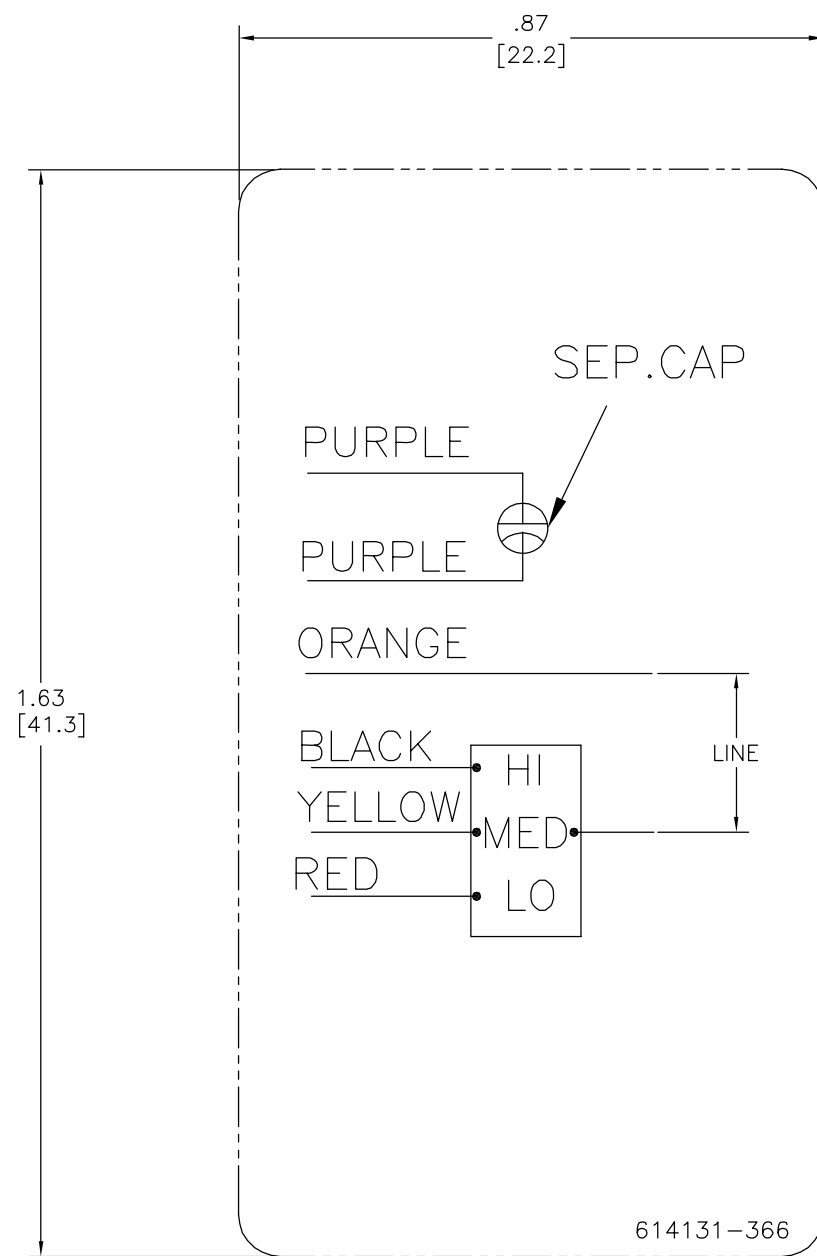 .87
[22.2]
SEP.CAP
PURPLE
PURPLE
ORANGE
1.63
[41.3]
BLACK
HI
LINE
YELLOW
MED
RED
LO
614131-366